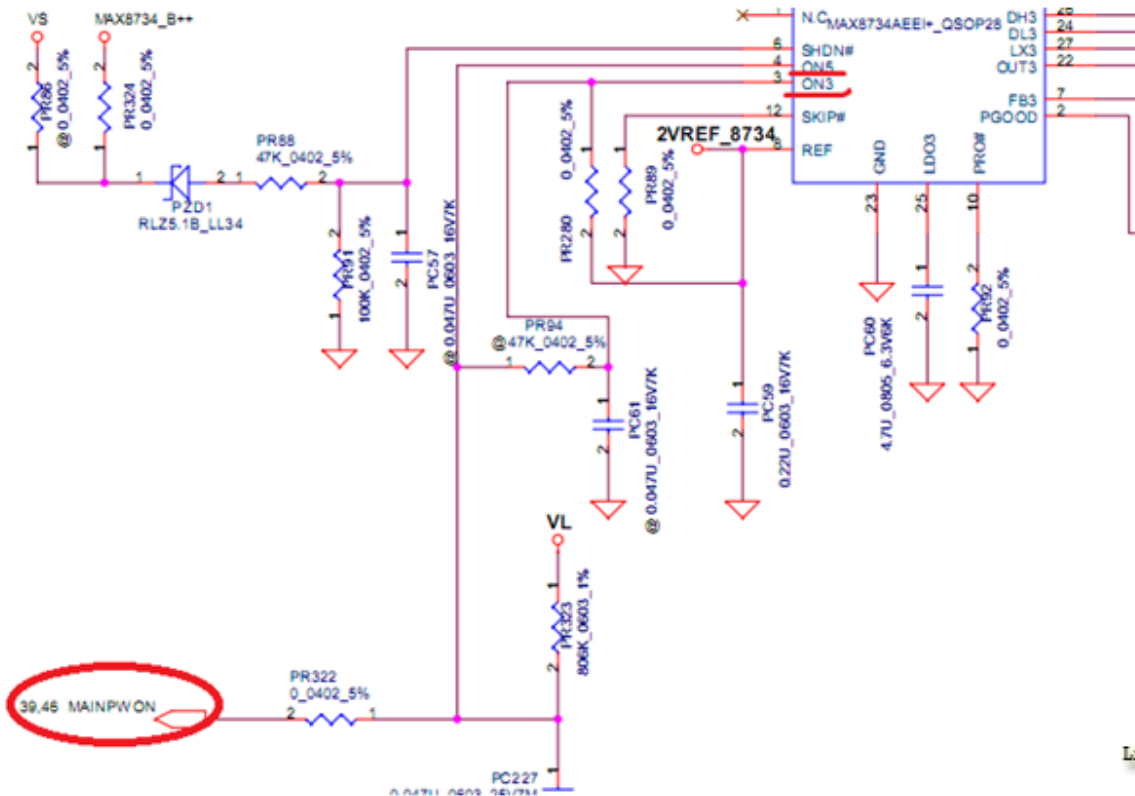 VS
MAX8734_B++
PR86
@ 0_0402_5%
PR324
0_0402_5%
PR88
47K_0402_5%
PZD1
RLZ5.1B_LL34
PR91
100K_0402_5%
PC57
@ 0.047U_0603_16V7K
1 N.C
MAX8734AEEI+_QSOP28
6 SHDN#
4 ON5
3 ON3
12 SKIP#
8 REF
DH3
DL3 24
LX3 27
OUT3 22
FB3 7
PGOOD 2
GND
23
LDO3
25
PRO#
10
2VREF_8734
0_0402_5%
PR280
PR89
0_0402_5%
PR94
@ 47K_0402_5%
PC61
@ 0.047U_0603_16V7K
PC59
0.22U_0603_16V7K
PC60
4.7U_0805_6.3V6K
PR92
0_0402_5%
VL
PR323
806K_0603_1%
39,46 MAINPWON
PR322
0_0402_5%
PC227
0.047U_0603_25V7M